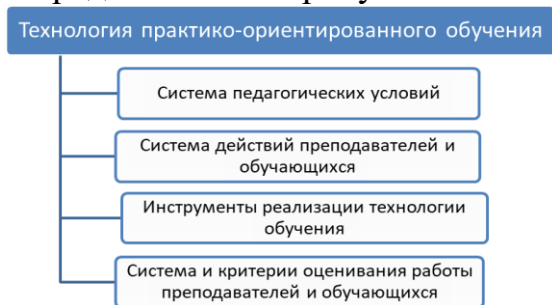 Технология практико-ориентированного обучения
Система педагогических условий
Система действий преподавателей и
обучающихся
Инструменты реализации технологии
обучения
Система и критерии оценивания работы
преподавателей и обучающихся